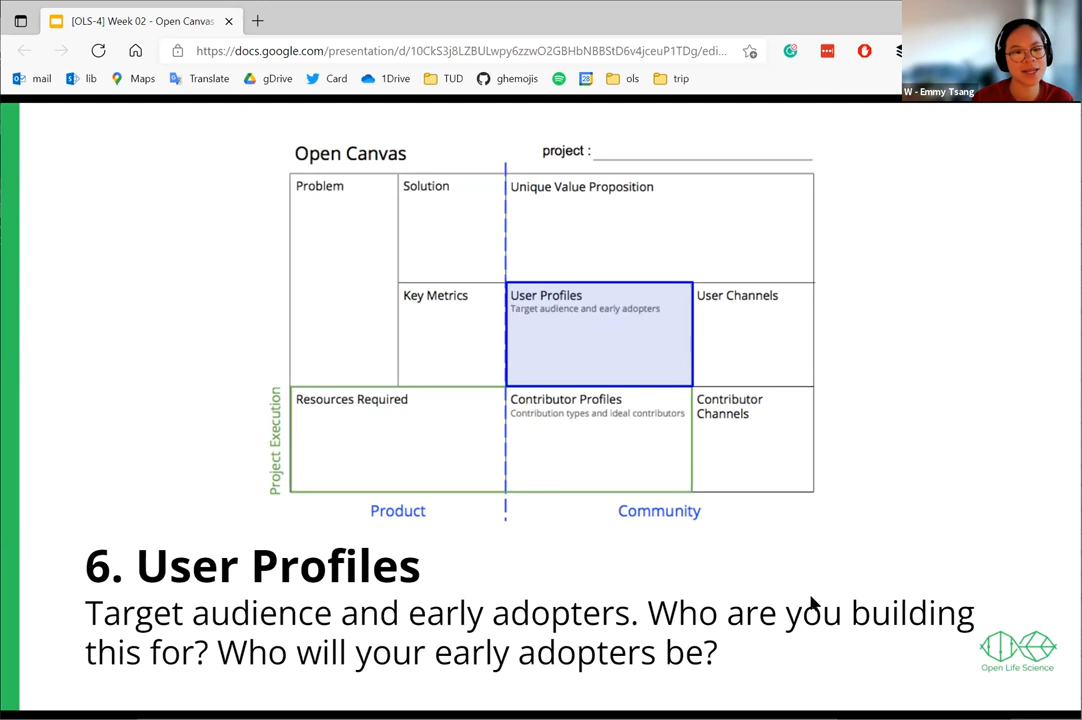 [OLS-4] Week 02 - Open Canvas
https://docs.google.com/presentation/d/10CkS3j8LZBULwpy6zzwO2GBHbNBBStD6v4jceuP1TDg/edi...
mail lib Maps Translate gDrive Card 1Drive TUD ghemojis 28 ols trip
W - Emmy Tsang
Open Canvas
project :
Problem
Solution
Unique Value Proposition
Key Metrics
User Profiles
Target audience and early adopters
User Channels
Project Execution
Resources Required
Contributor Profiles
Contribution types and ideal contributors
Contributor
Channels
Product
Community
6. User Profiles
Target audience and early adopters. Who are you building
this for? Who will your early adopters be?
Open Life Science